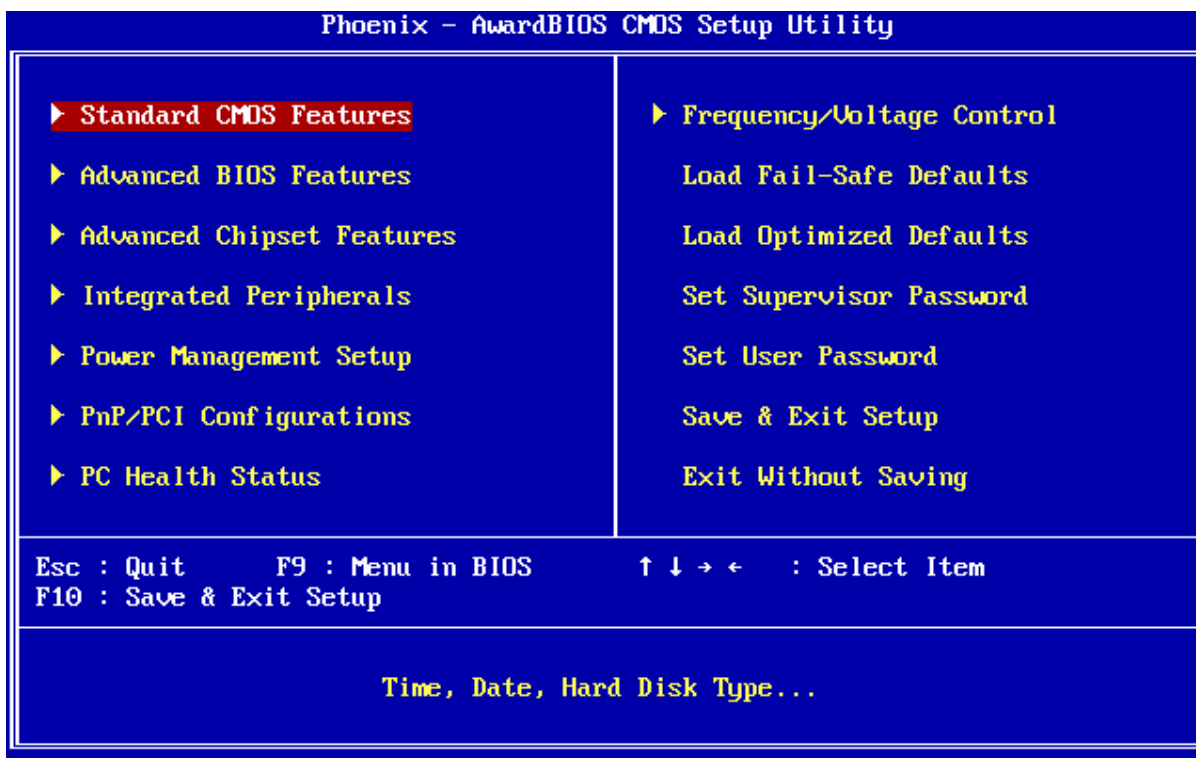 Phoenix - AwardBIOS CMOS Setup Utility
Standard CMOS Features
Advanced BIOS Features
Advanced Chipset Features
Integrated Peripherals
Power Management Setup
PnP/PCI Configurations
PC Health Status
Frequency/Voltage Control
Load Fail-Safe Defaults
Load Optimized Defaults
Set Supervisor Password
Set User Password
Save & Exit Setup
Exit Without Saving
Esc : Quit F9 : Menu in BIOS ↑ ↓ → ← : Select Item
F10 : Save & Exit Setup
Time, Date, Hard Disk Type...